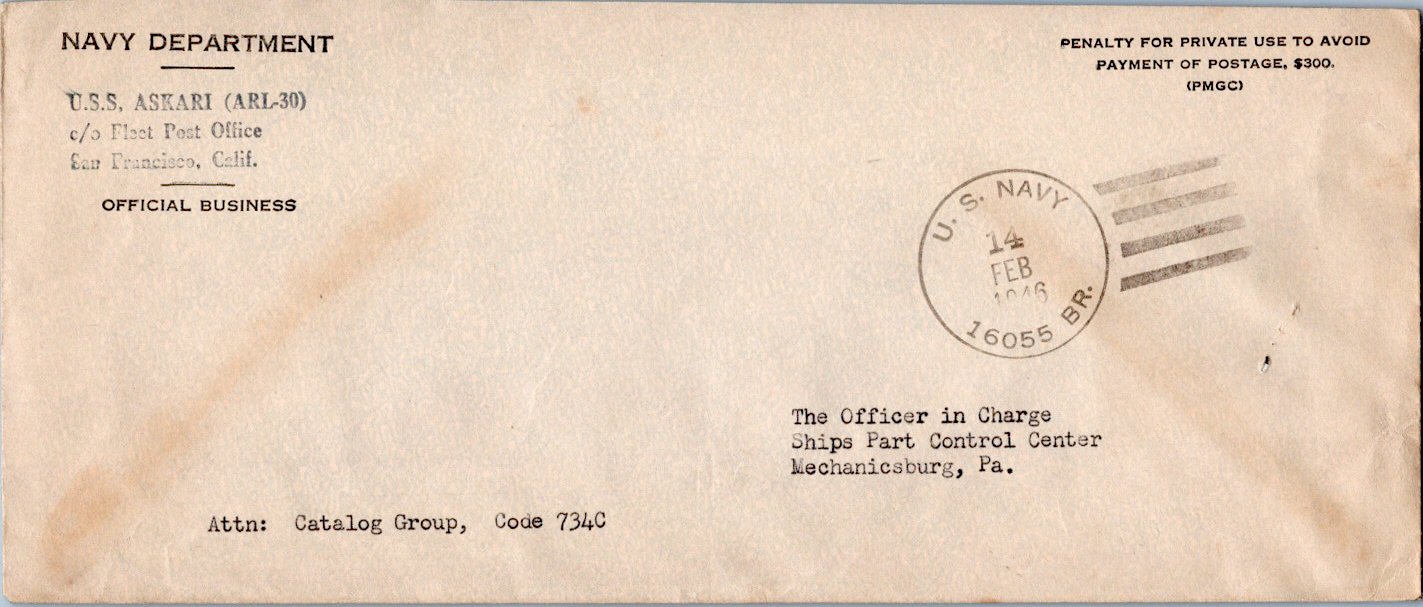 NAVY DEPARTMENT
U.S.S. ASKARI (ARL-30)
c/o Fleet Post Office
San Francisco, Calif.
OFFICIAL BUSINESS
PENALTY FOR PRIVATE USE TO AVOID
PAYMENT OF POSTAGE, $300.
(PMGC)
U. S. NAVY
14
FEB
1946
16055 BR.
The Officer in Charge
Ships Part Control Center
Mechanicsburg, Pa.
Attn: Catalog Group, Code 734C